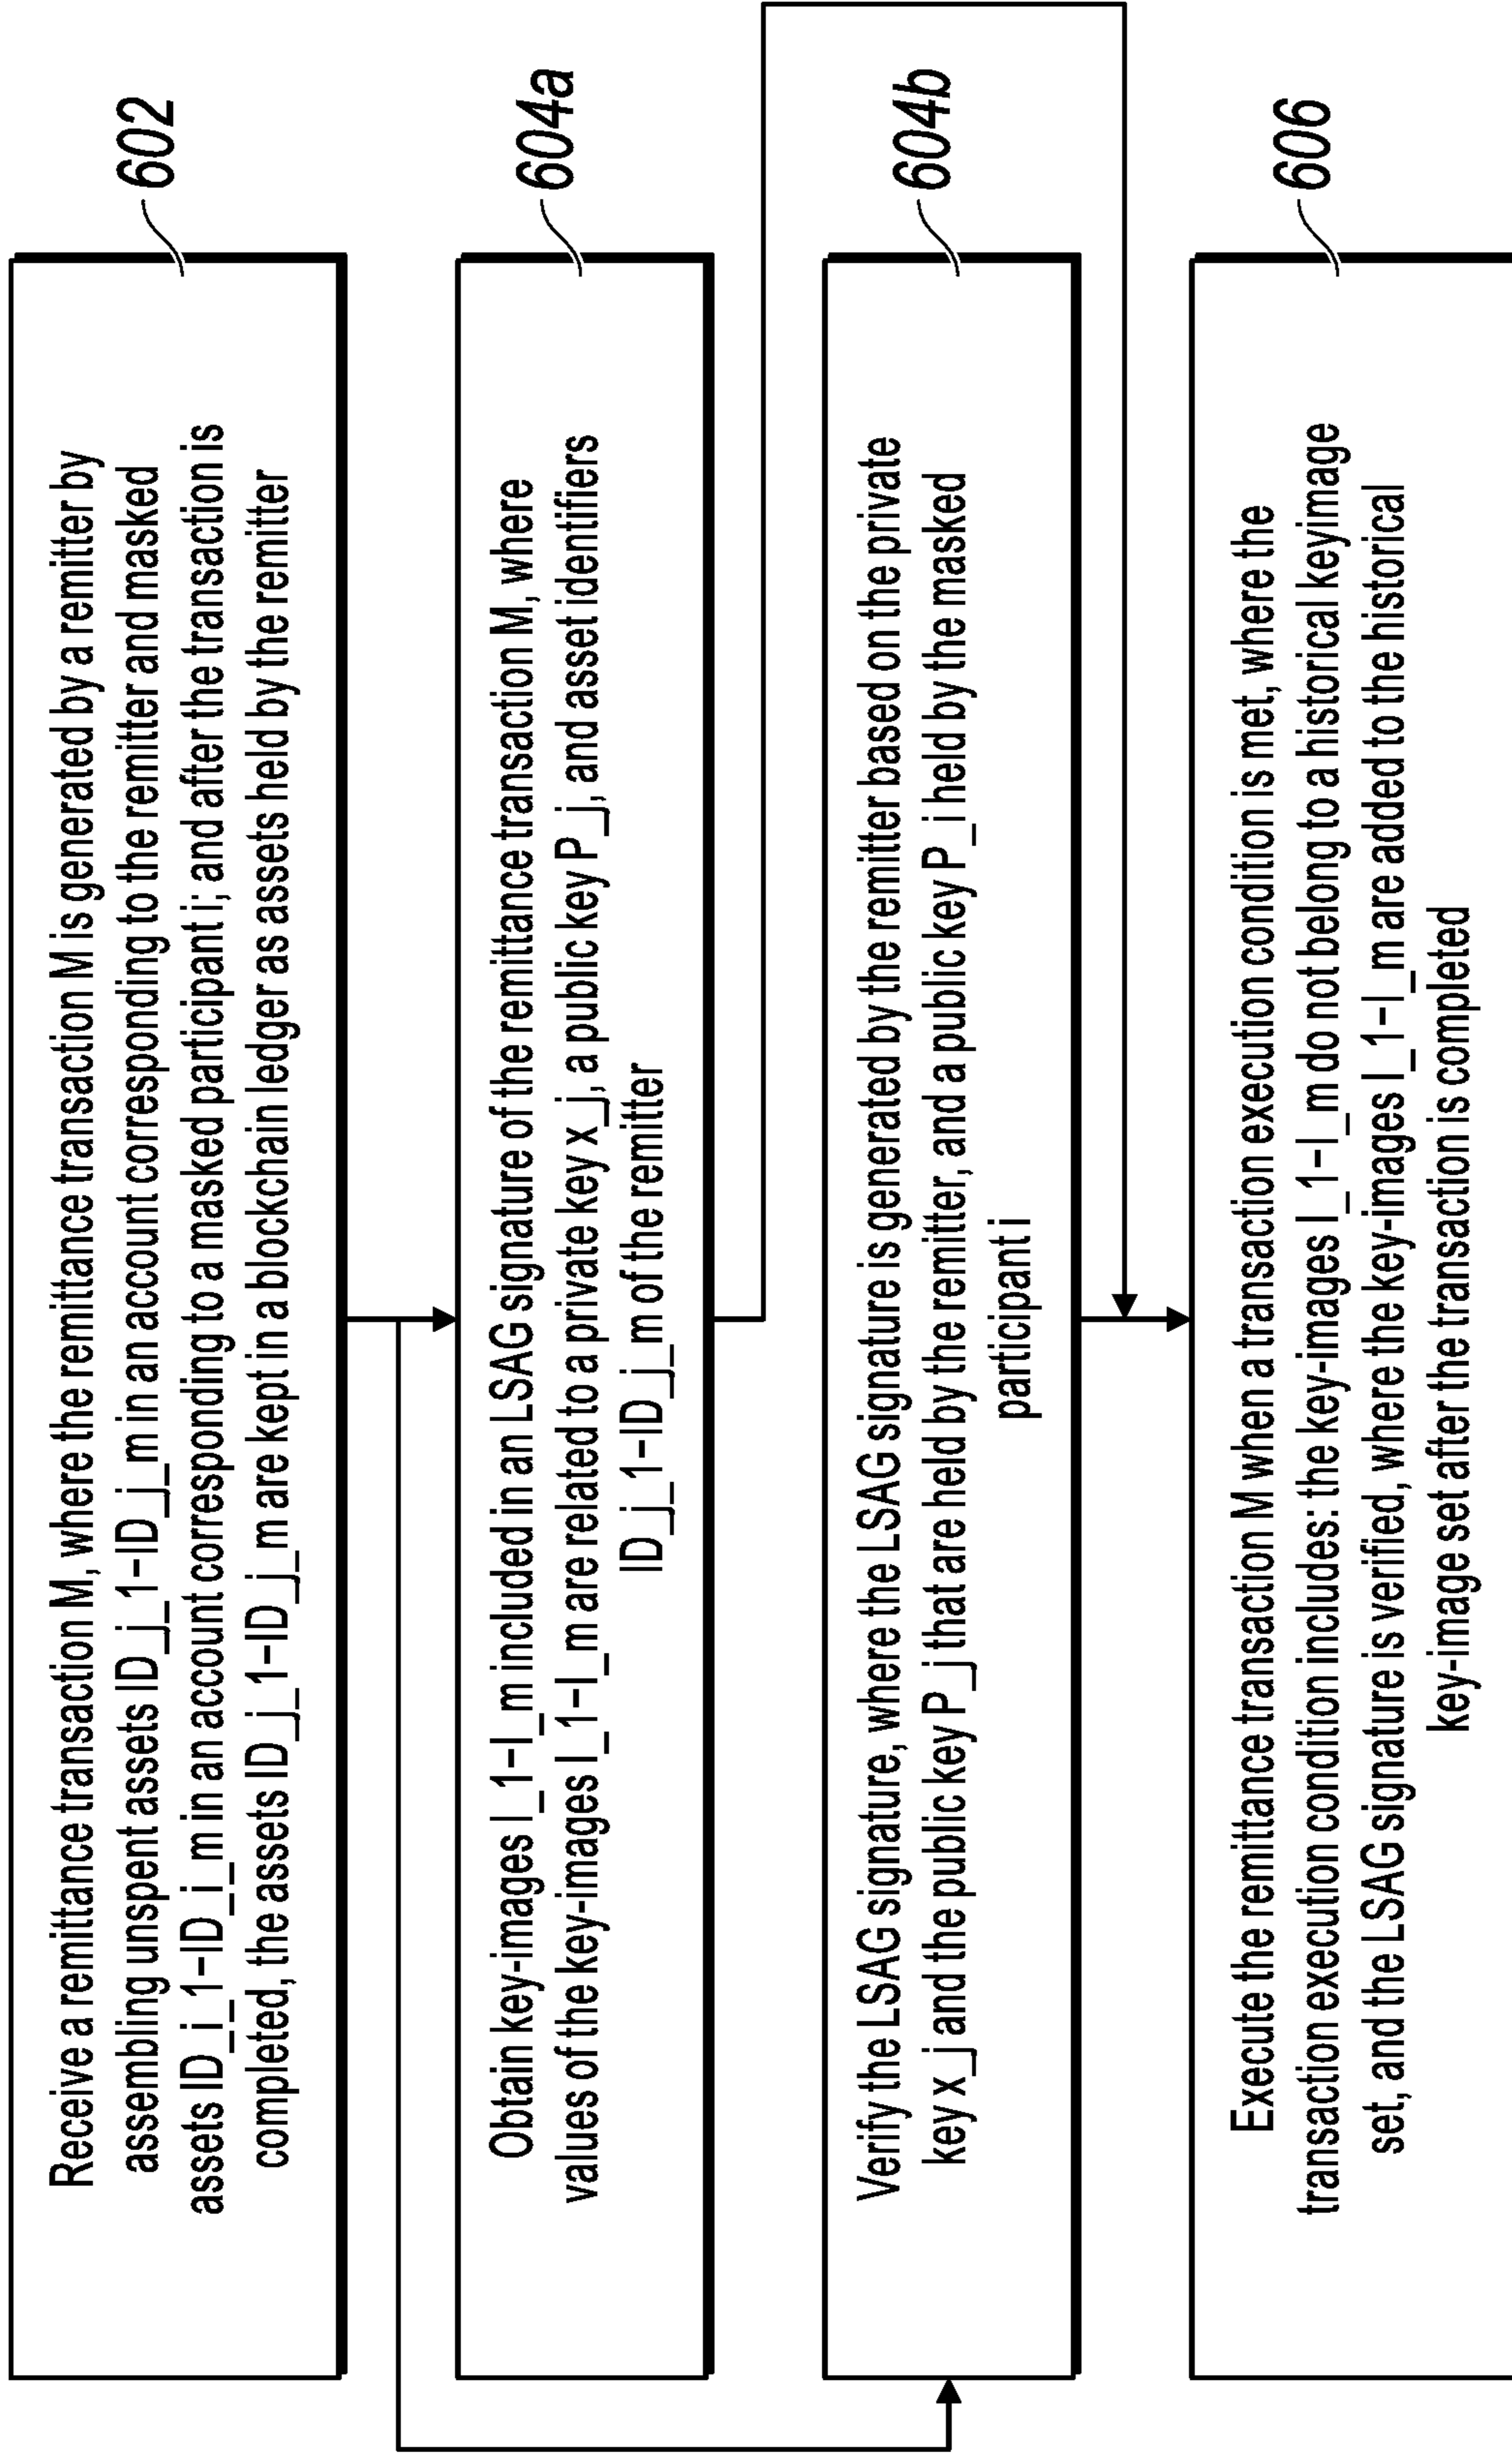 Receive a remittance transaction M, where the remittance transaction M is generated by a remitter by
assembling unspent assets ID_j_1-ID_j_m in an account corresponding to the remitter and masked
assets ID_i_1-ID_i_m in an account corresponding to a masked participant i; and after the transaction is
completed, the assets ID_j_1-ID_j_m are kept in a blockchain ledger as assets held by the remitter
602
Obtain key-images I_1-I_m included in an LSAG signature of the remittance transaction M, where
values of the key-images I_1-I_m are related to a private key x_j, a public key P_j, and asset identifiers
ID_j_1-ID_j_m of the remitter
604a
Verify the LSAG signature, where the LSAG signature is generated by the remitter based on the private
key x_j and the public key P_j that are held by the remitter, and a public key P_i held by the masked
participant i
604b
Execute the remittance transaction M when a transaction execution condition is met, where the
transaction execution condition includes: the key-images I_1-I_m do not belong to a historical keyimage
set, and the LSAG signature is verified, where the key-images I_1-I_m are added to the historical
key-image set after the transaction is completed
606